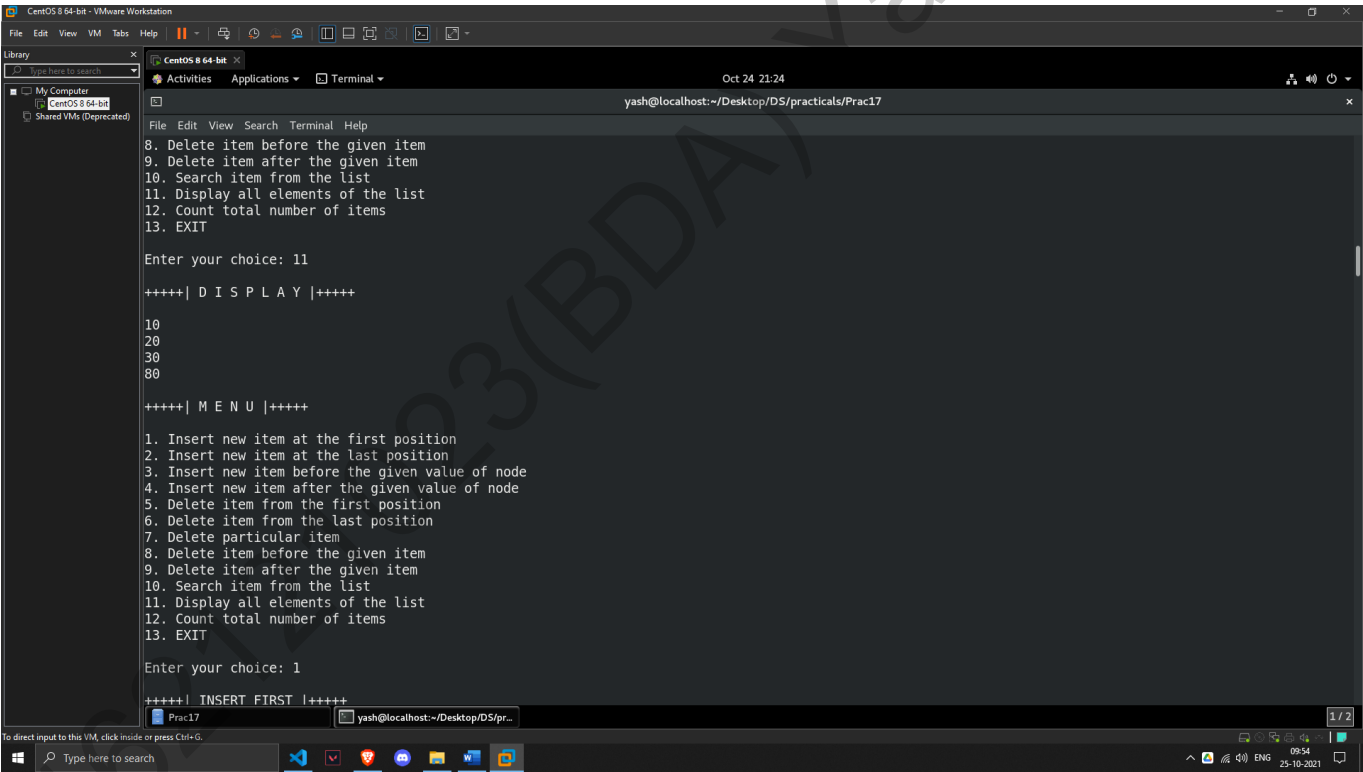 CentOS 8 64-bit - VMware Workstation
File Edit View VM Tabs Help
Library
Type here to search
My Computer
CentOS 8 64-bit
Shared VMs (Deprecated)
CentOS 8 64-bit
Activities Applications Terminal Oct 24 21:24
yash@localhost:~/Desktop/DS/practicals/Prac17
File Edit View Search Terminal Help
8. Delete item before the given item
9. Delete item after the given item
10. Search item from the list
11. Display all elements of the list
12. Count total number of items
13. EXIT
Enter your choice: 11
+++++| D I S P L A Y |+++++
10
20
30
80
+++++| M E N U |+++++
1. Insert new item at the first position
2. Insert new item at the last position
3. Insert new item before the given value of node
4. Insert new item after the given value of node
5. Delete item from the first position
6. Delete item from the last position
7. Delete particular item
8. Delete item before the given item
9. Delete item after the given item
10. Search item from the list
11. Display all elements of the list
12. Count total number of items
13. EXIT
Enter your choice: 1
+++++| INSERT FIRST |+++++
Prac17 yash@localhost:~/Desktop/DS/pr... 1 / 2
To direct input to this VM, click inside or press Ctrl+G.
Type here to search
ENG 09:54
25-10-2021